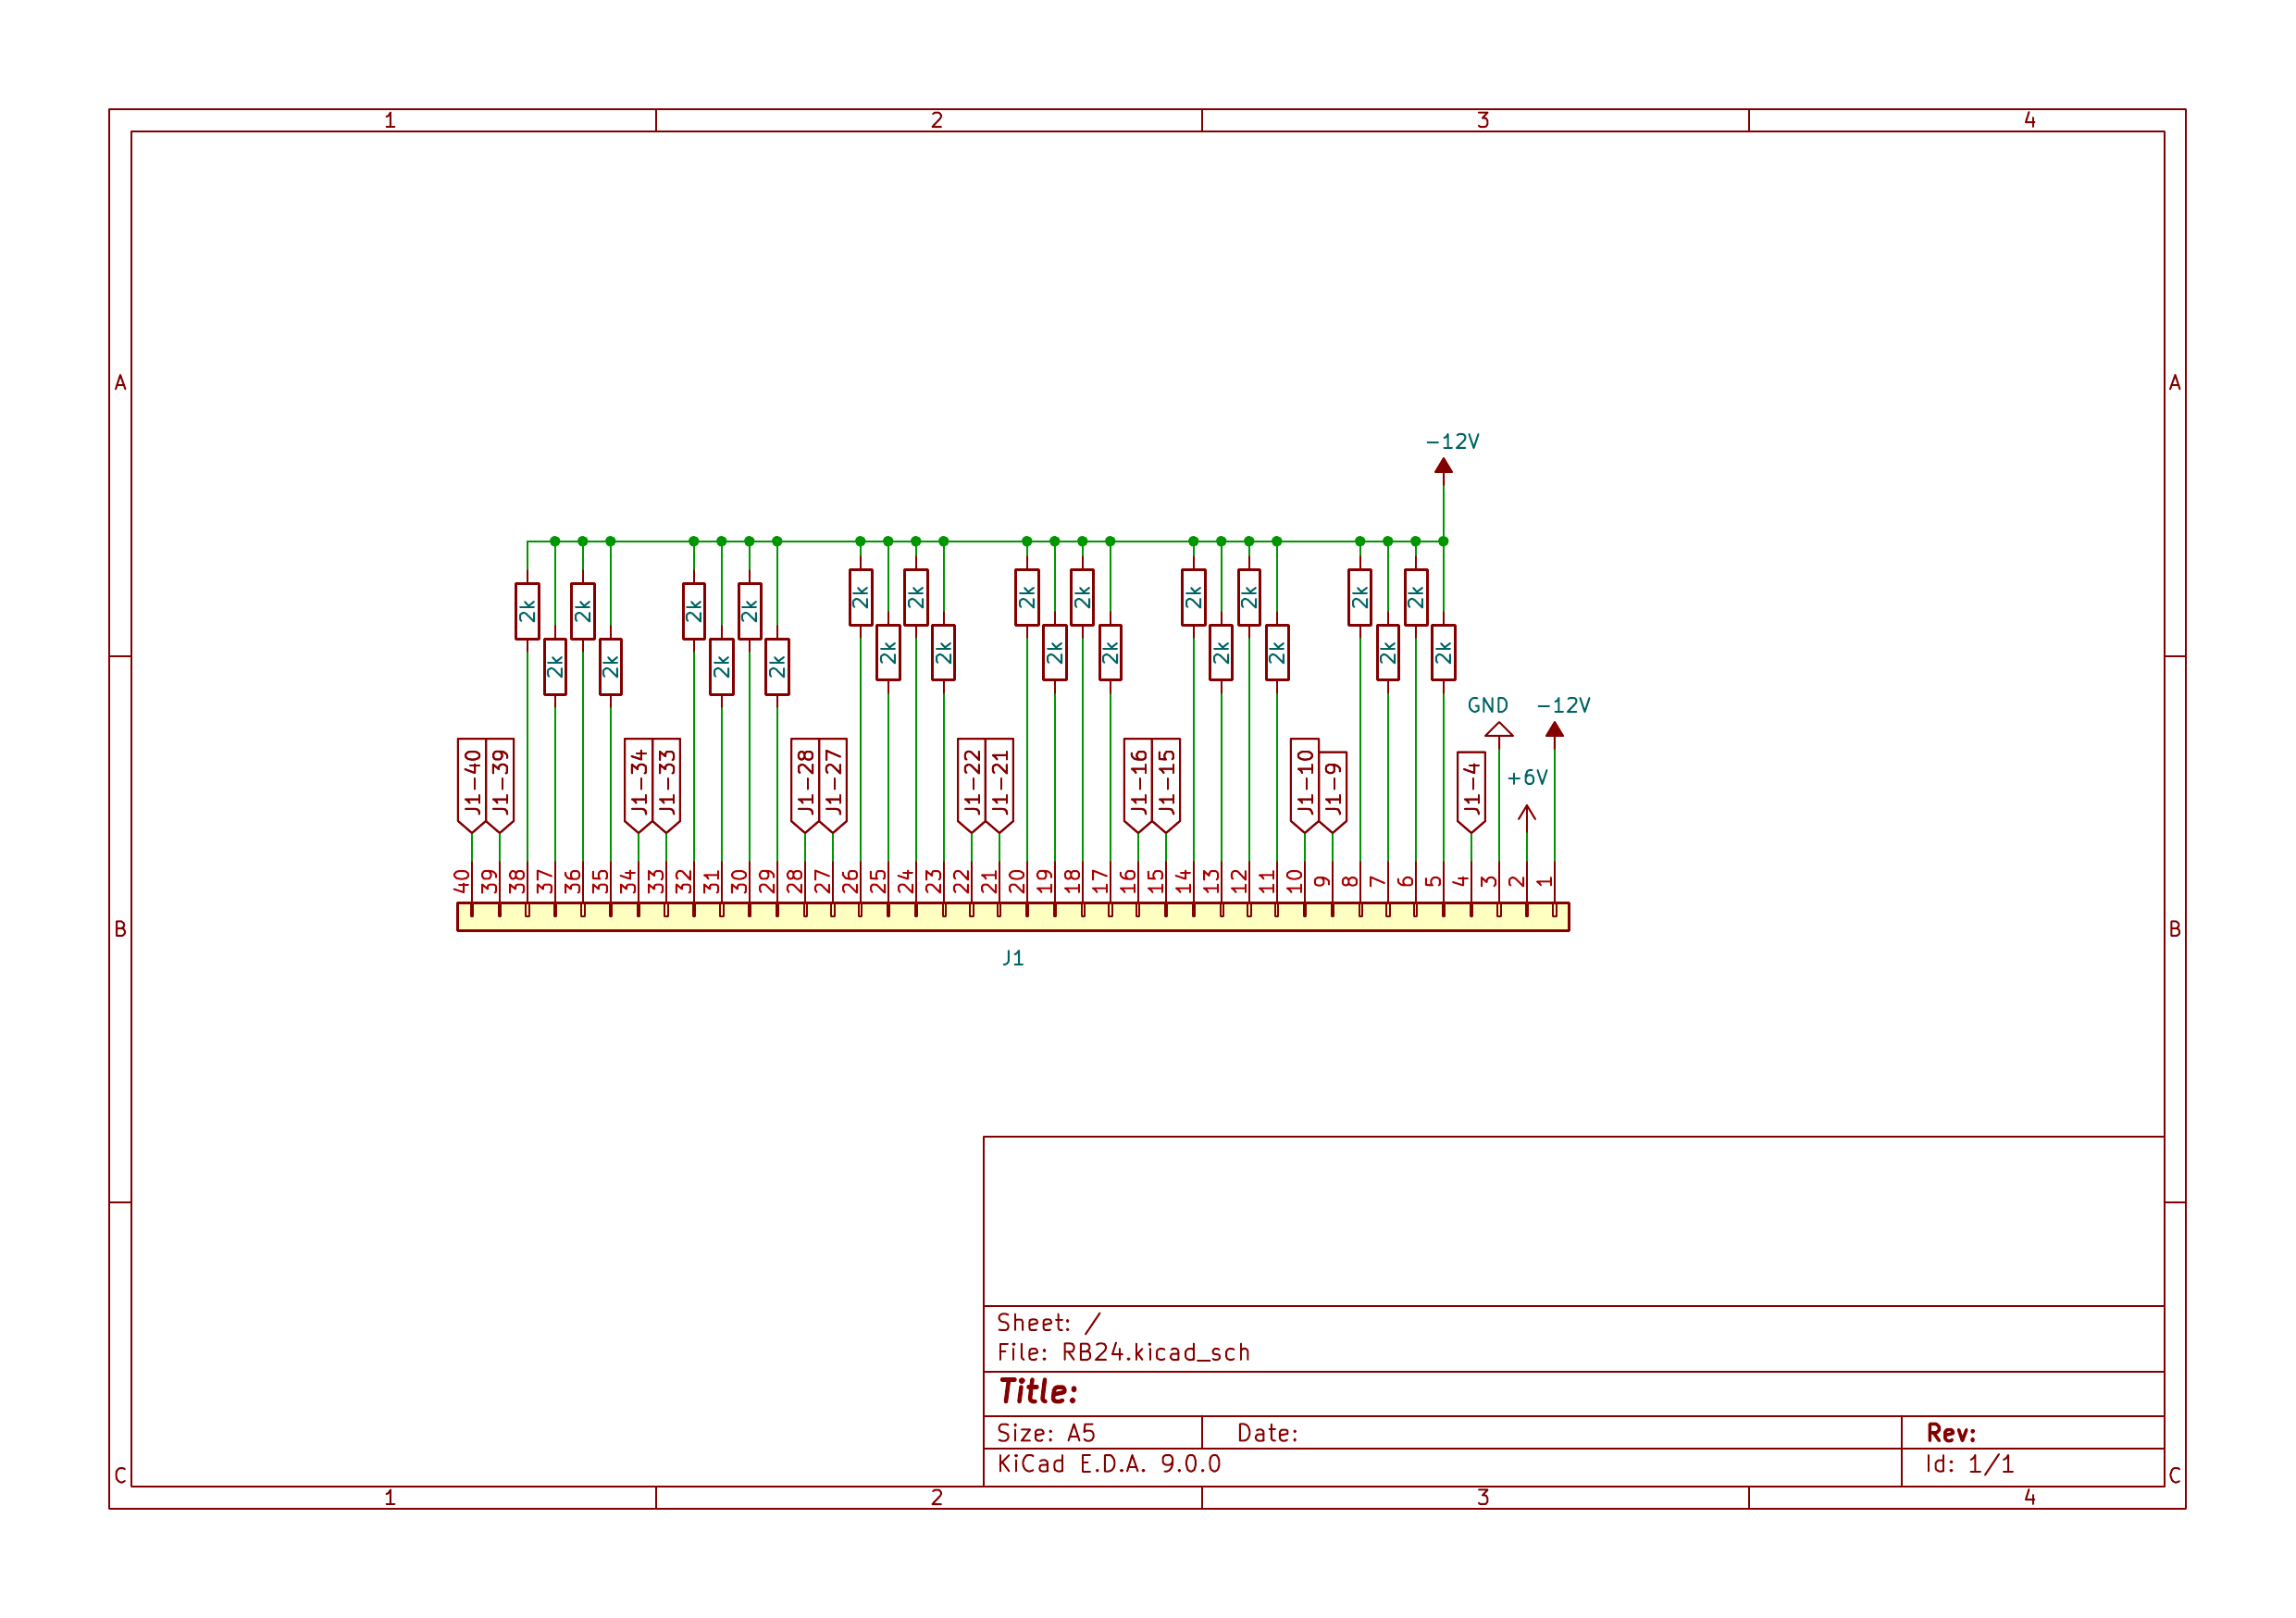 1 2 3 4
A A
-12V
2k 2k 2k 2k 2k 2k 2k 2k 2k 2k 2k 2k
2k 2k 2k 2k 2k 2k 2k 2k 2k 2k 2k 2k
GND -12V
+6V
J1-40 J1-39 J1-34 J1-33 J1-28 J1-27 J1-22 J1-21 J1-16 J1-15 J1-10 J1-9 J1-4
40 39 38 37 36 35 34 33 32 31 30 29 28 27 26 25 24 23 22 21 20 19 18 17 16 15 14 13 12 11 10 9 8 7 6 5 4 3 2 1
B B
J1
Sheet: /
File: RB24.kicad_sch
Title:
Size: A5 Date: Rev:
KiCad E.D.A. 9.0.0 Id: 1/1
C C
1 2 3 4